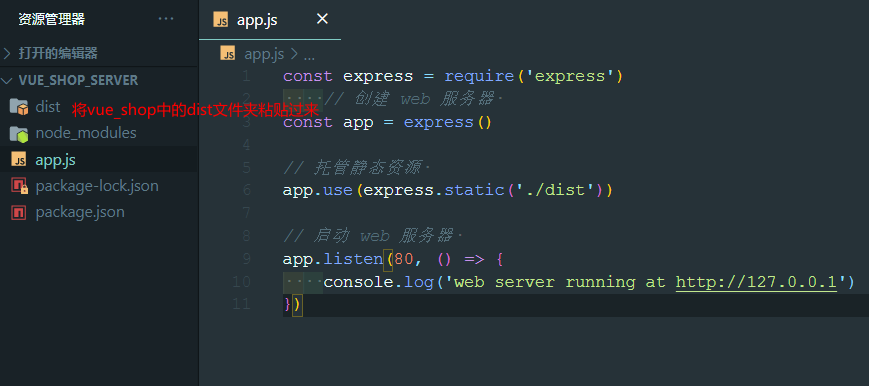 资源管理器 ···
打开的编辑器
VUE_SHOP_SERVER
dist 将vue_shop中的dist文件夹粘贴过来
node_modules
JS app.js
package-lock.json
package.json
JS app.js ×
JS app.js > ...
1 const express = require('express')
2 ····// 创建 web 服务器·
3 const app = express()
4
5 // 托管静态资源·
6 app.use(express.static('./dist'))
7
8 // 启动 web 服务器·
9 app.listen(80, () => {
10 ····console.log('web server running at http://127.0.0.1')
11 })